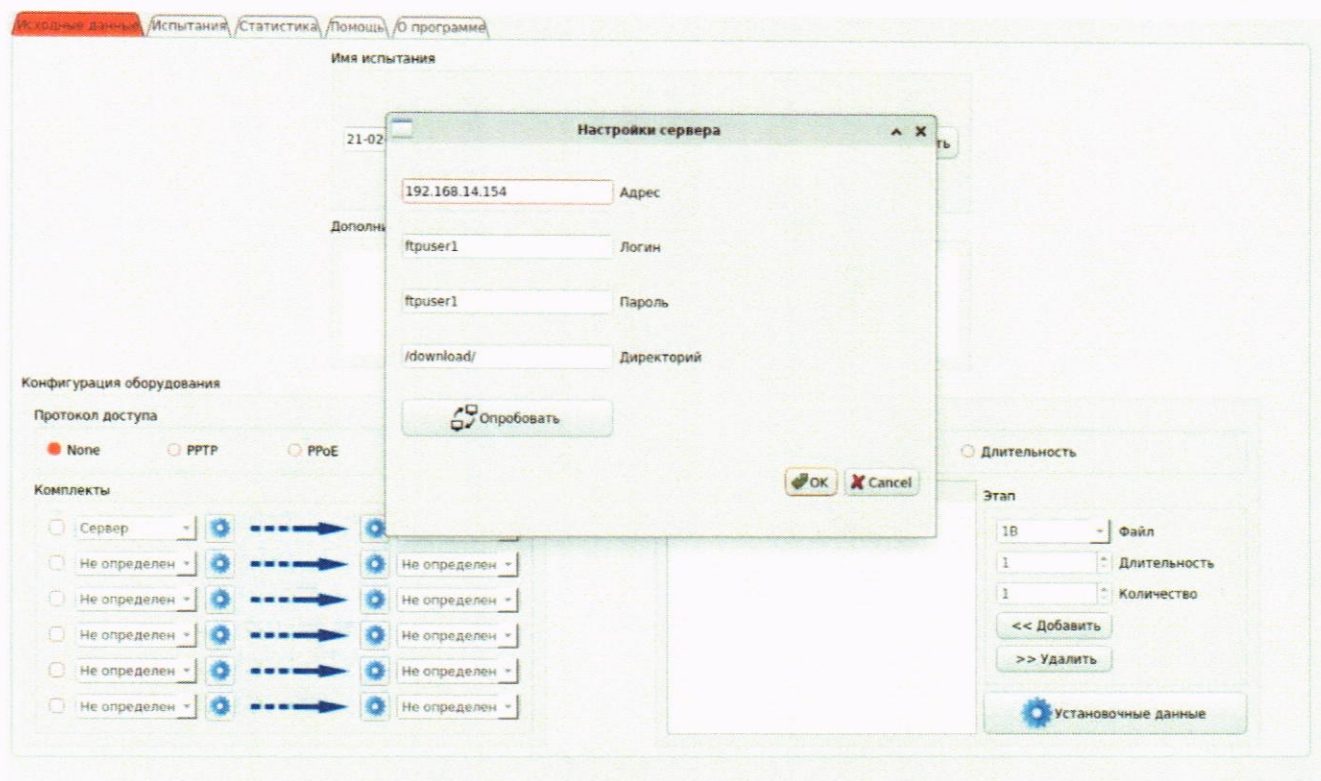 Исходные данные Испытания Статистика Помощь О программе
Имя испытания
21-02-
ть
Настройки сервера
192.168.14.154 Адрес
Дополни
ftpuser1 Логин
ftpuser1 Пароль
/download/ Директорий
Опробовать
OK Cancel
Конфигурация оборудования
Протокол доступа
None PPTP PPoE
Длительность
Комплекты
Этап
Сервер
1В Файл
Не определен Не определен
1 Длительность
Не определен Не определен
1 Количество
Не определен Не определен
<< Добавить
Не определен Не определен
>> Удалить
Не определен Не определен
Установочные данные